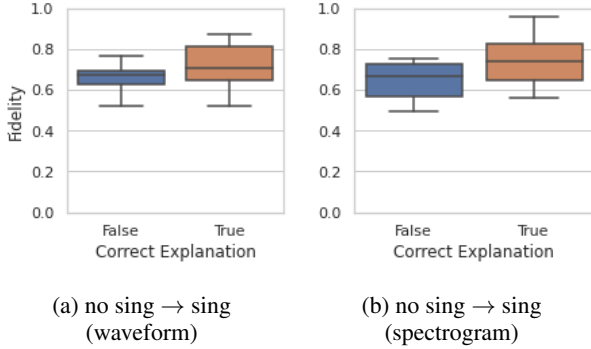 1.0
0.8
0.6
0.4
0.2
0.0
Fidelity
False True
Correct Explanation
(a) no sing → sing
(waveform)
1.0
0.8
0.6
0.4
0.2
0.0
False True
Correct Explanation
(b) no sing → sing
(spectrogram)